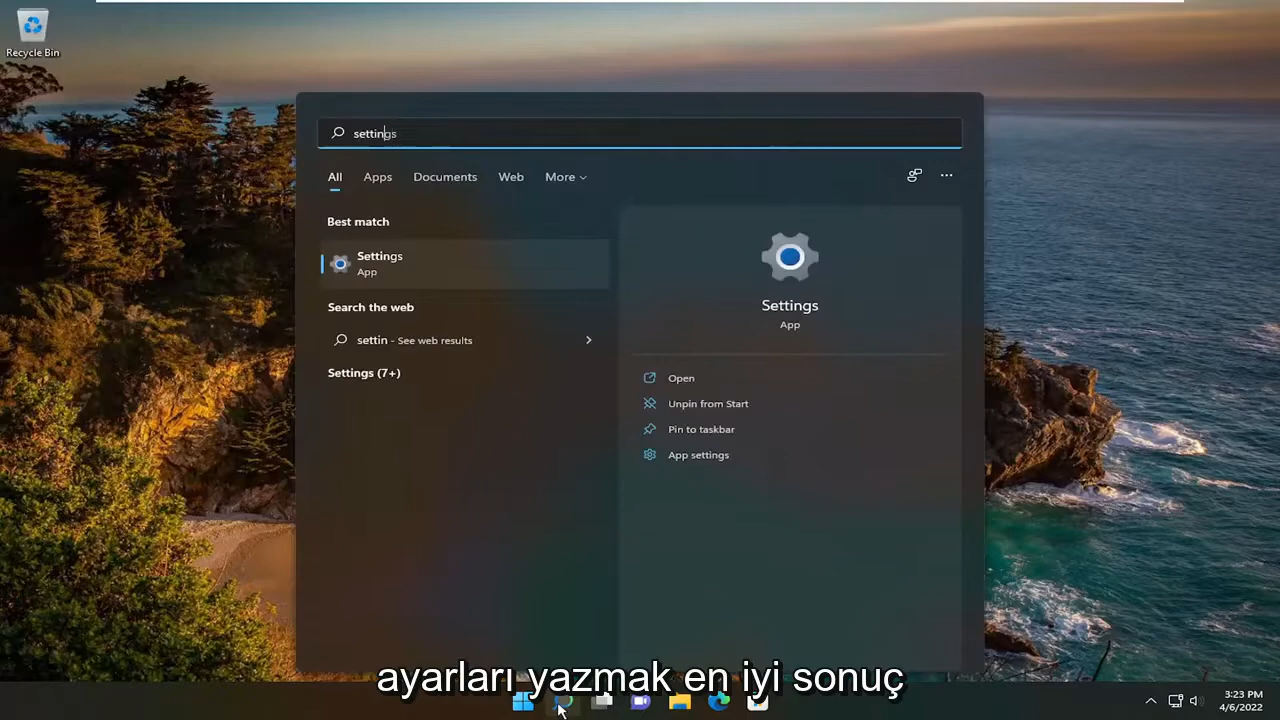 Recycle Bin
settings
All Apps Documents Web More
Best match
Settings
App
Search the web
settin - See web results
Settings (7+)
Settings
App
Open
Unpin from Start
Pin to taskbar
App settings
ayarları yazmak en iyi sonuç
3:23 PM
4/6/2022